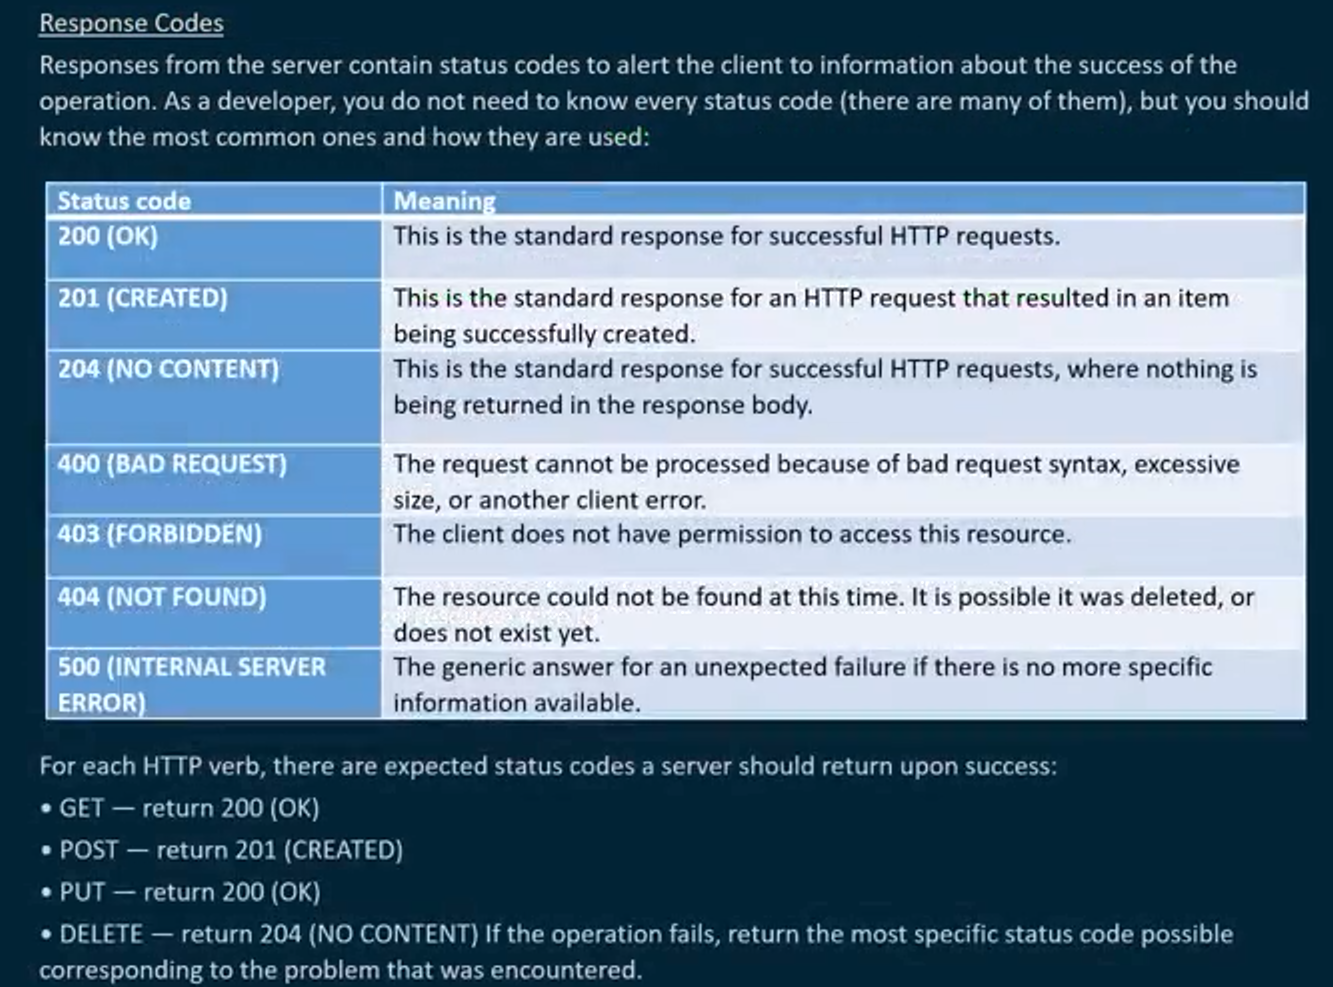 Response Codes
Responses from the server contain status codes to alert the client to information about the success of the
operation. As a developer, you do not need to know every status code (there are many of them), but you should
know the most common ones and how they are used:
Status code Meaning
200 (OK) This is the standard response for successful HTTP requests.
201 (CREATED) This is the standard response for an HTTP request that resulted in an item
being successfully created.
204 (NO CONTENT) This is the standard response for successful HTTP requests, where nothing is
being returned in the response body.
400 (BAD REQUEST) The request cannot be processed because of bad request syntax, excessive
size, or another client error.
403 (FORBIDDEN) The client does not have permission to access this resource.
404 (NOT FOUND) The resource could not be found at this time. It is possible it was deleted, or
does not exist yet.
500 (INTERNAL SERVER The generic answer for an unexpected failure if there is no more specific
ERROR) information available.
For each HTTP verb, there are expected status codes a server should return upon success:
• GET — return 200 (OK)
• POST — return 201 (CREATED)
• PUT — return 200 (OK)
• DELETE — return 204 (NO CONTENT) If the operation fails, return the most specific status code possible
corresponding to the problem that was encountered.